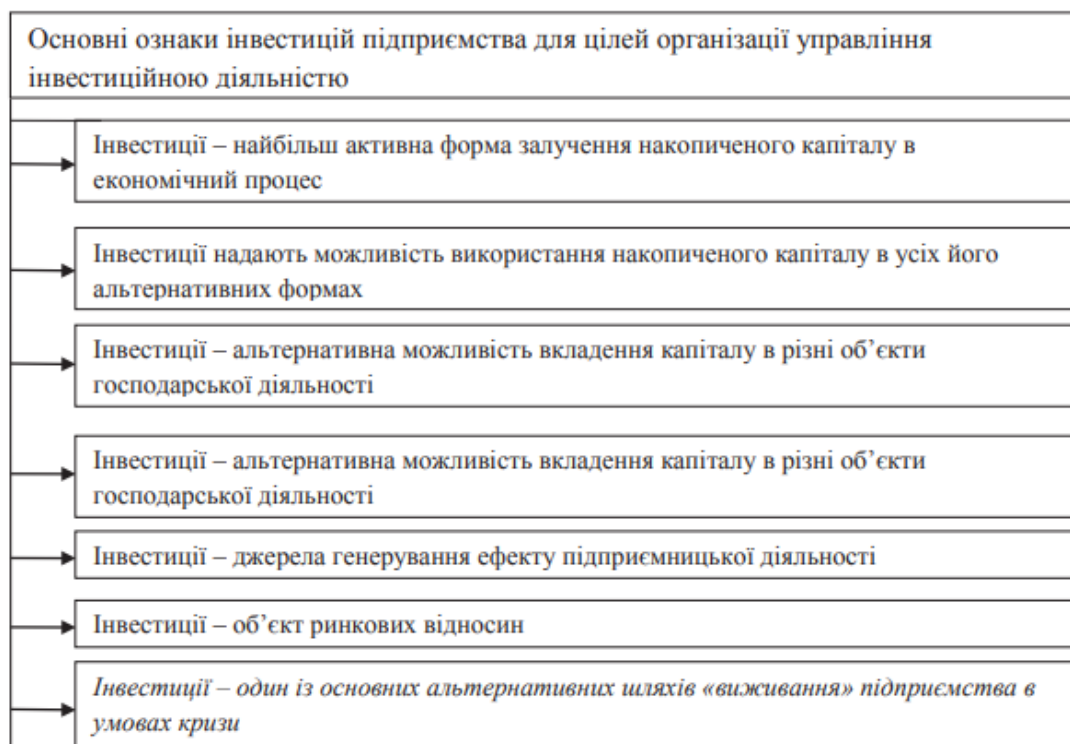 Основні ознаки інвестицій підприємства для цілей організації управління
інвестиційною діяльністю
Інвестиції – найбільш активна форма залучення накопиченого капіталу в
економічний процес
Інвестиції надають можливість використання накопиченого капіталу в усіх його
альтернативних формах
Інвестиції – альтернативна можливість вкладення капіталу в різні об’єкти
господарської діяльності
Інвестиції – альтернативна можливість вкладення капіталу в різні об’єкти
господарської діяльності
Інвестиції – джерела генерування ефекту підприємницької діяльності
Інвестиції – об’єкт ринкових відносин
Інвестиції – один із основних альтернативних шляхів «виживання» підприємства в
умовах кризи